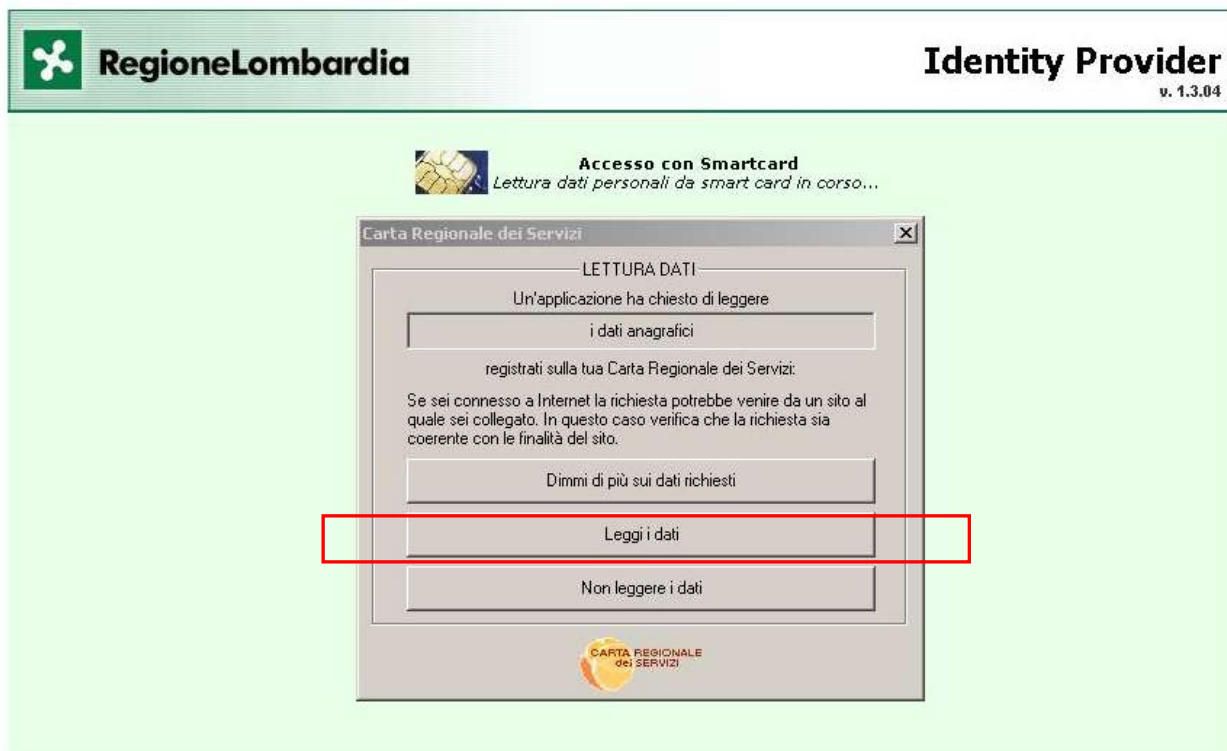 RegioneLombardia
Identity Provider
v. 1.3.04
Accesso con Smartcard
Lettura dati personali da smart card in corso...
Carta Regionale dei Servizi
LETTURA DATI
Un'applicazione ha chiesto di leggere
i dati anagrafici
registrati sulla tua Carta Regionale dei Servizi:
Se sei connesso a Internet la richiesta potrebbe venire da un sito al
quale sei collegato. In questo caso verifica che la richiesta sia
coerente con le finalità del sito.
Dimmi di più sui dati richiesti
Leggi i dati
Non leggere i dati
CARTA REGIONALE
dei SERVIZI